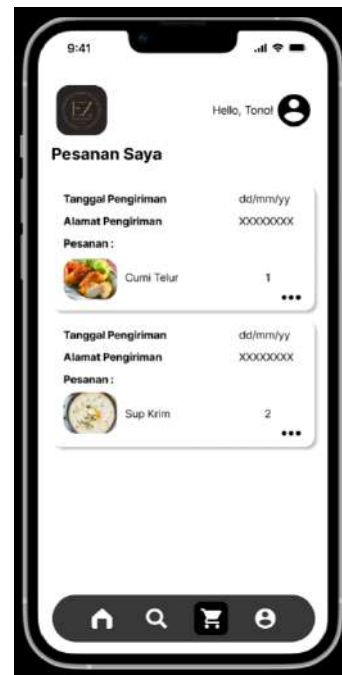 9:41
EZ
Hello, Tono!
Pesanan Saya
Tanggal Pengiriman dd/mm/yy
Alamat Pengiriman XXXXXXXX
Pesanan :
Cumi Telur 1
Tanggal Pengiriman dd/mm/yy
Alamat Pengiriman XXXXXXXX
Pesanan :
Sup Krim 2